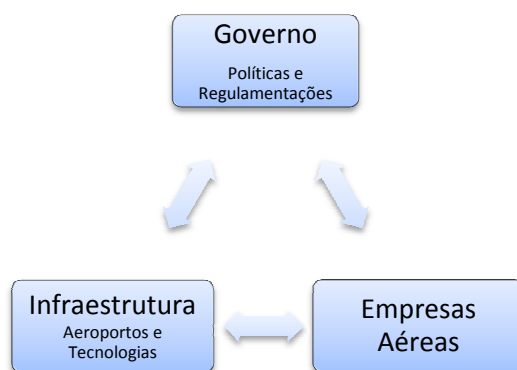 Governo
Políticas e
Regulamentações
Infraestrutura
Aeroportos e
Tecnologias
Empresas
Aéreas